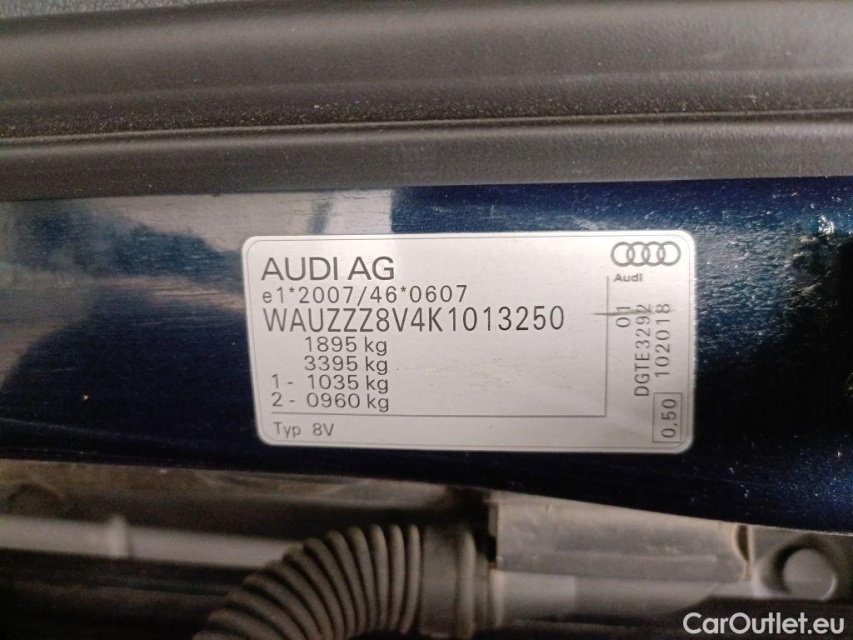 AUDI AG
Audi
e1*2007/46*0607
WAUZZZ8V4K1013250
1895 kg
3395 kg
1 - 1035 kg
2 - 0960 kg
Typ 8V
01
DGTE3292
102018
0,50
CarOutlet.eu